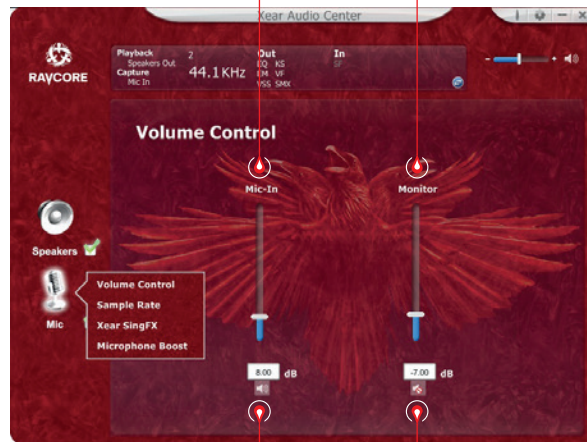 Xear Audio Center
RAVCORE
Playback 2
Speakers Out
Capture
Mic In
44.1KHz
Out
EQ KS
EM VF
VSS SMX
In
SF
Volume Control
Mic-In
Monitor
Speakers
Mic
Volume Control
Sample Rate
Xear SingFX
Microphone Boost
8.00 dB
-7.00 dB